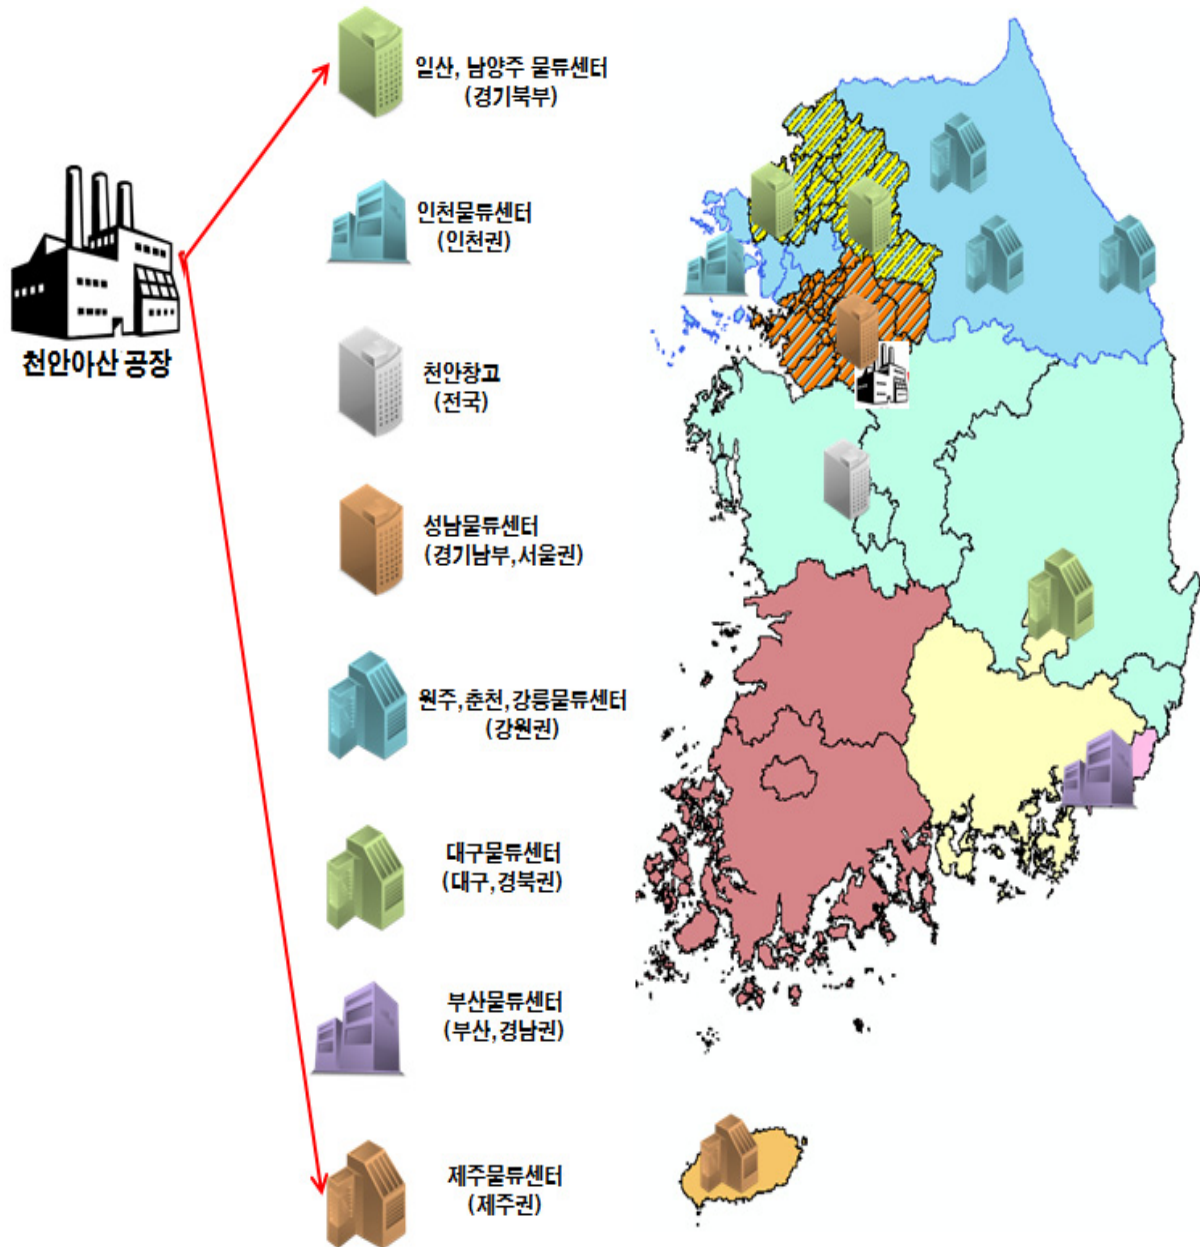 일산, 남양주 물류센터
(경기북부)
인천물류센터
(인천권)
천안아산 공장
천안창고
(전국)
성남물류센터
(경기남부,서울권)
원주,춘천,강릉물류센터
(강원권)
대구물류센터
(대구,경북권)
부산물류센터
(부산,경남권)
제주물류센터
(제주권)